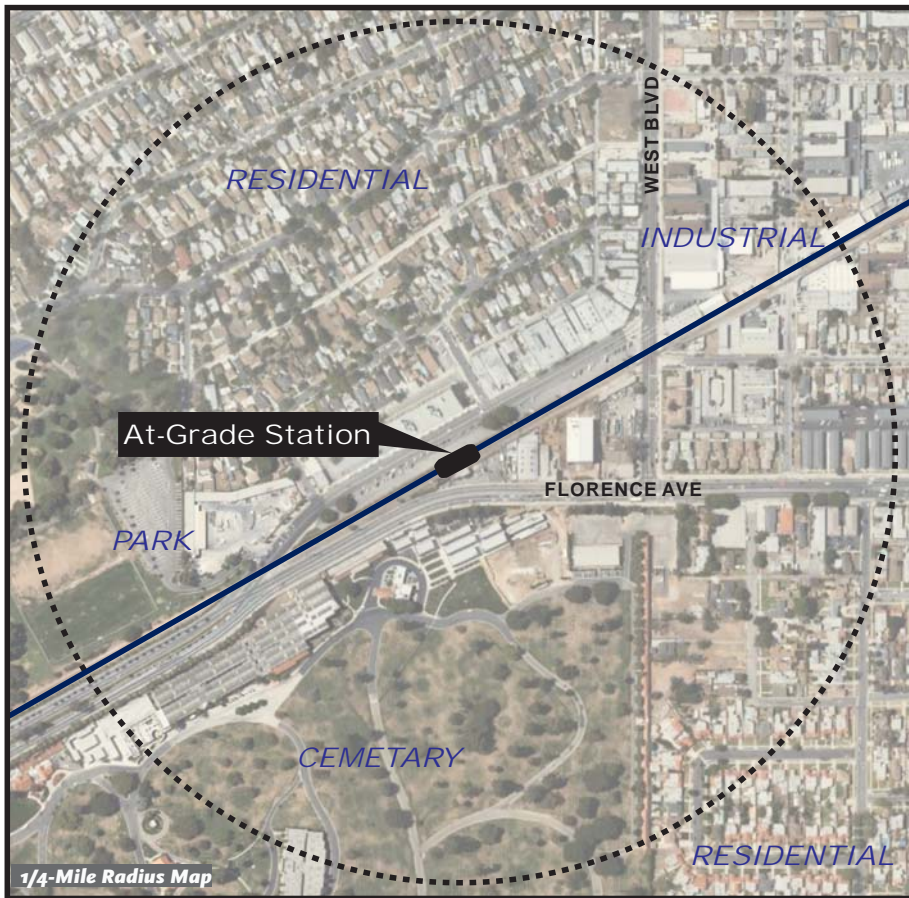 WEST BLVD
RESIDENTIAL
INDUSTRIAL
At-Grade Station
FLORENCE AVE
PARK
CEMETARY
RESIDENTIAL
1/4-Mile Radius Map